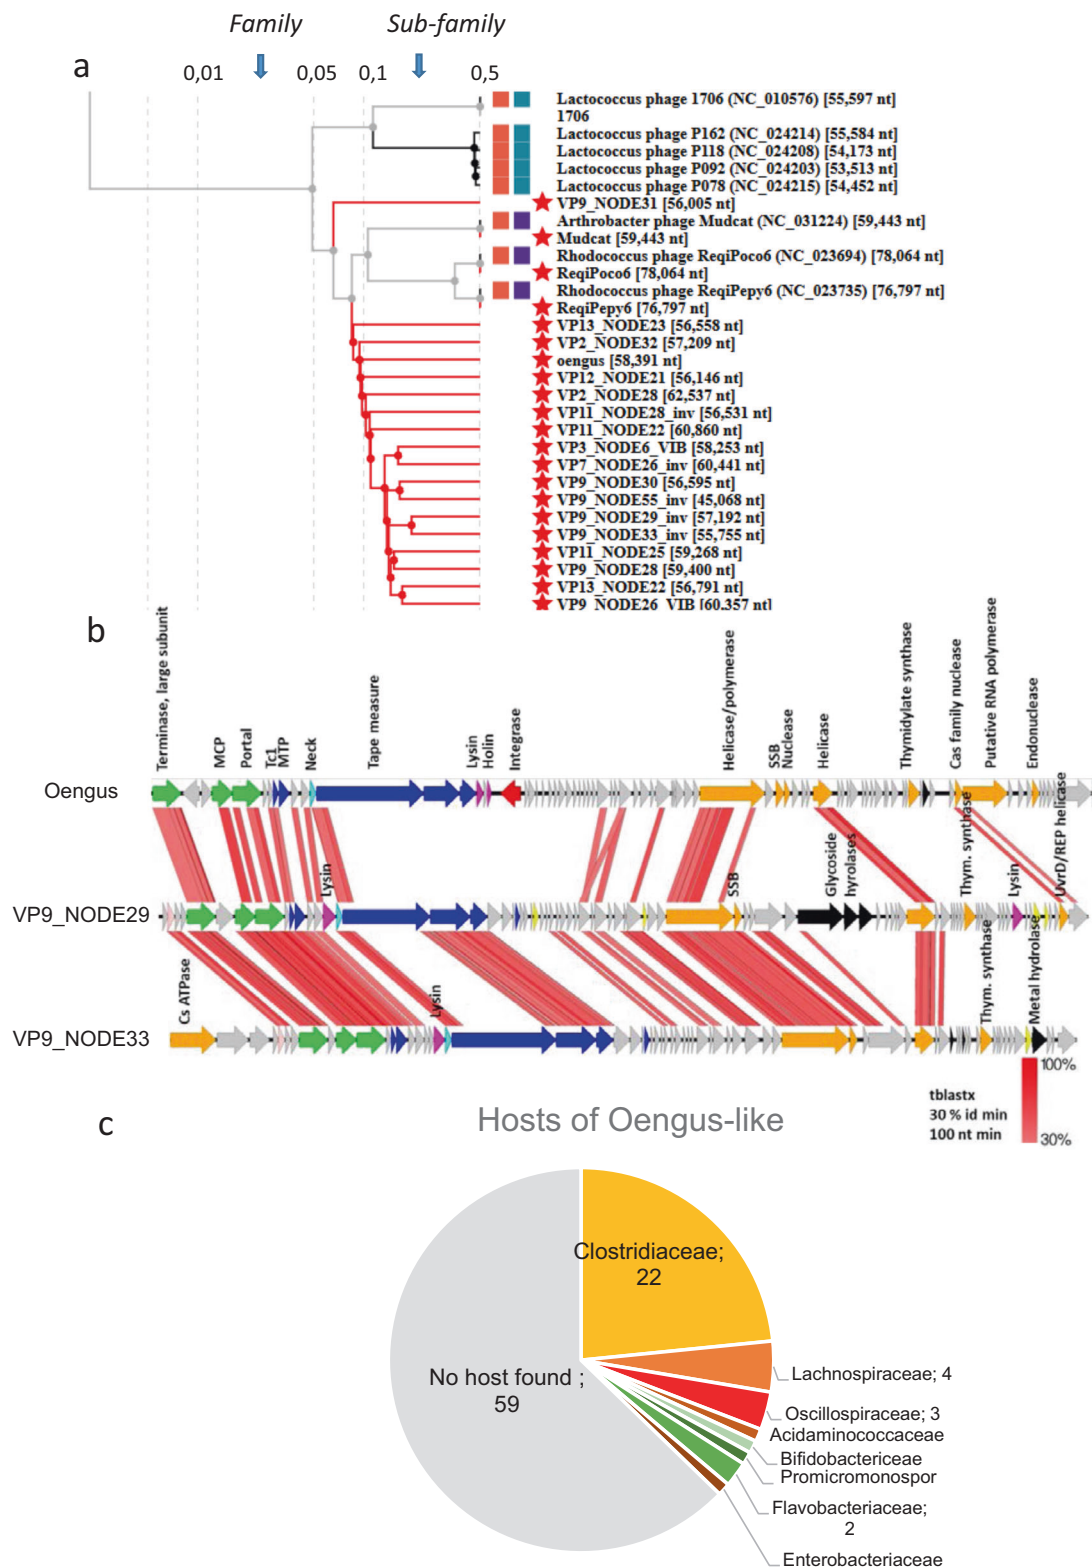 Family Sub-family
a
0,01 0,05 0,1 0,5
Lactococcus phage 1706 (NC_010576) [55,597 nt]
1706
Lactococcus phage P162 (NC_024214) [55,584 nt]
Lactococcus phage P118 (NC_024208) [54,173 nt]
Lactococcus phage P092 (NC_024203) [53,513 nt]
Lactococcus phage P078 (NC_024215) [54,452 nt]
VP9_NODE31 [56,005 nt]
Arthrobacter phage Mudcat (NC_031224) [59,443 nt]
Mudcat [59,443 nt]
Rhodococcus phage ReqiPoco6 (NC_023694) [78,064 nt]
ReqiPoco6 [78,064 nt]
Rhodococcus phage ReqiPepy6 (NC_023735) [76,797 nt]
ReqiPepy6 [76,797 nt]
VP13_NODE23 [56,558 nt]
VP2_NODE32 [57,209 nt]
oengus [58,391 nt]
VP12_NODE21 [56,146 nt]
VP2_NODE28 [62,537 nt]
VP11_NODE28_inv [56,531 nt]
VP11_NODE22 [60,860 nt]
VP3_NODE6_VIB [58,253 nt]
VP7_NODE26_inv [60,441 nt]
VP9_NODE30 [56,595 nt]
VP9_NODE55_inv [45,068 nt]
VP9_NODE29_inv [57,192 nt]
VP9_NODE33_inv [55,755 nt]
VP11_NODE25 [59,268 nt]
VP9_NODE28 [59,400 nt]
VP13_NODE22 [56,791 nt]
VP9_NODE26_VIB [60,357 nt]
b
Terminase, large subunit
MCP
Portal
Tc1
MTP
Neck
Tape measure
Lysin
Holin
Integrase
Helicase/polymerase
SSB
Nuclease
Helicase
Thymidylate synthase
Cas family nuclease
Putative RNA polymerase
Endonuclease
Oengus
Lysin
SSB
Glycoside
hyrolases
Thym. synthase
Lysin
UvrD/REP helicase
VP9_NODE29
Cs ATPase
Lysin
Thym. synthase
Metal hydrolase
VP9_NODE33
100%
tblastx
30 % id min
100 nt min
30%
c
Hosts of Oengus-like
Clostridiaceae;
22
No host found ;
59
Lachnospiraceae; 4
Oscillospiraceae; 3
Acidaminococcaceae
Bifidobactericeae
Promicromonospor
Flavobacteriaceae;
2
Enterobacteriaceae